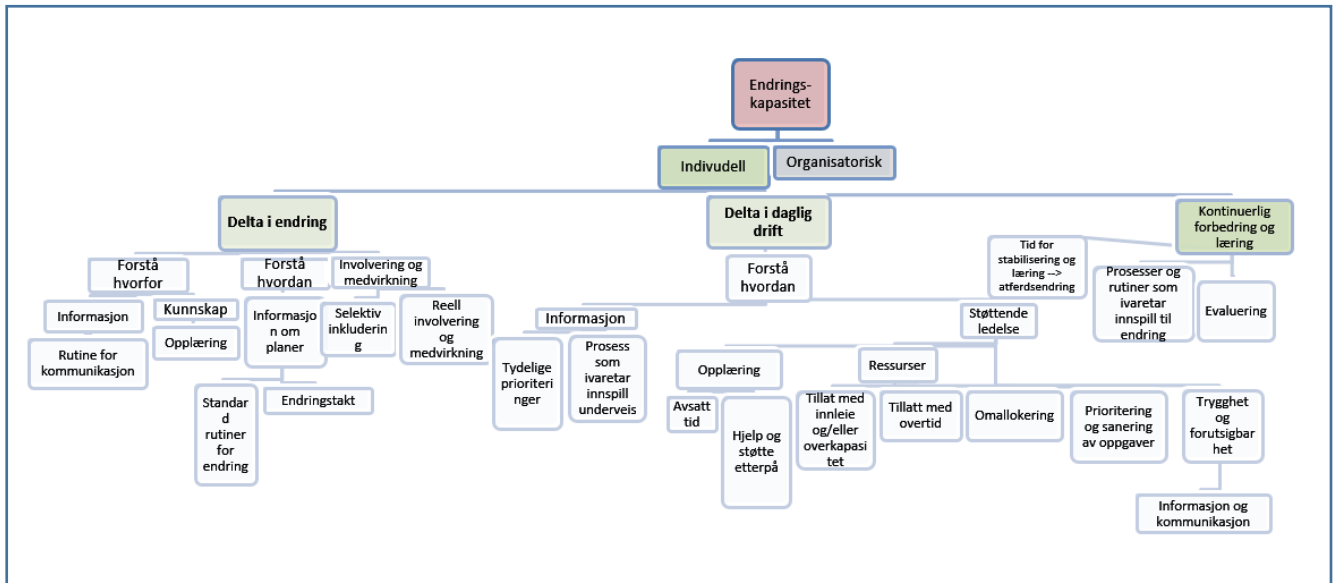 Endrings-
kapasitet
Indivudell
Organisatorisk
Delta i endring
Delta i daglig
drift
Kontinuerlig
forbedring og
læring
Forstå
hvorfor
Forstå
hvordan
Involvering og
medvirkning
Forstå
hvordan
Tid for
stabilisering og
læring -->
atferdsendring
Prosesser og
rutiner som
ivaretar
innspill til
endring
Evaluering
Informasjon
Kunnskap
Informasjo
n om
planer
Selektiv
inkluderin
g
Reell
involvering
og
medvirkning
Informasjon
Støttende
ledelse
Rutine for
kommunikasjon
Opplæring
Tydelige
prioriteri
nger
Prosess
som
ivaretar
innspill
underveis
Opplæring
Ressurser
Standar
d
rutiner
for
endring
Endringstakt
Avsatt
tid
Hjelp og
støtte
etterpå
Tillat med
innleie
og/eller
overkapasi
tet
Tillatt med
overtid
Omallokering
Prioritering
og sanering
av oppgaver
Trygghet
og
forutsigbar
het
Informasjon og
kommunikasjon